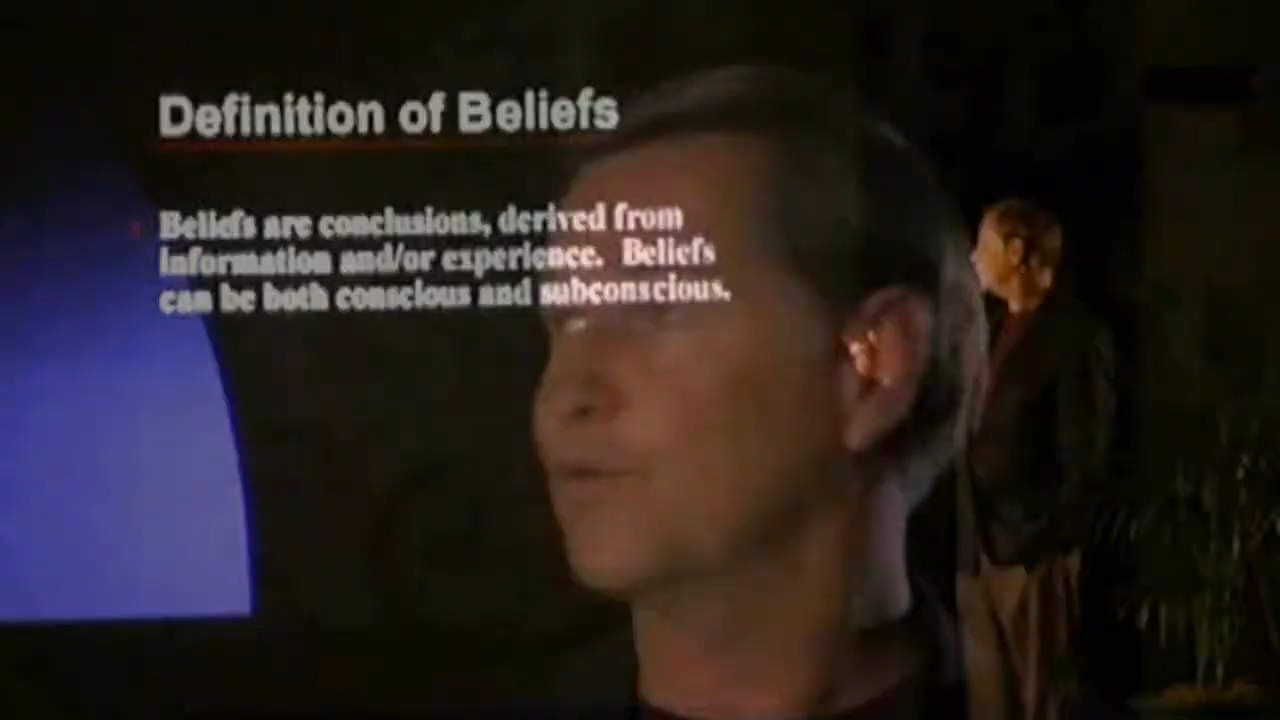 Definition of Beliefs
Beliefs are conclusions, derived from
information and/or experience. Beliefs
can be both conscious and subconscious.